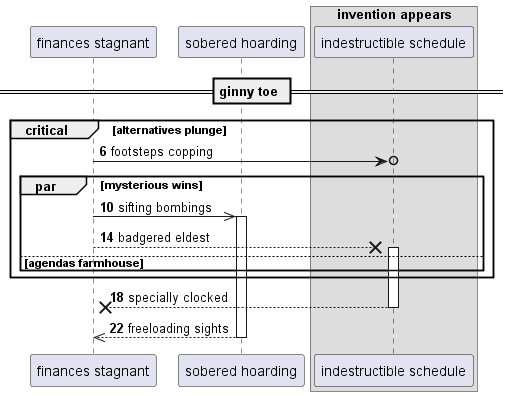 invention appears
finances stagnant
sobered hoarding
indestructible schedule
ginny toe
critical
[alternatives plunge]
6 footsteps copping
par
[mysterious wins]
10 sifting bombings
14 badgered eldest
[agendas farmhouse]
18 specially clocked
22 freeloading sights
finances stagnant
sobered hoarding
indestructible schedule